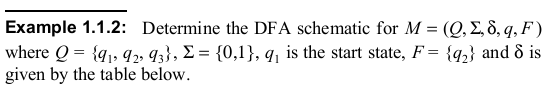 Example 1.1.2: Determine the DFA schematic for M = (Q, Σ, δ, q, F)
where Q = {q₁, q₂, q₃}, Σ = {0,1}, q₁ is the start state, F = {q₂} and δ is
given by the table below.